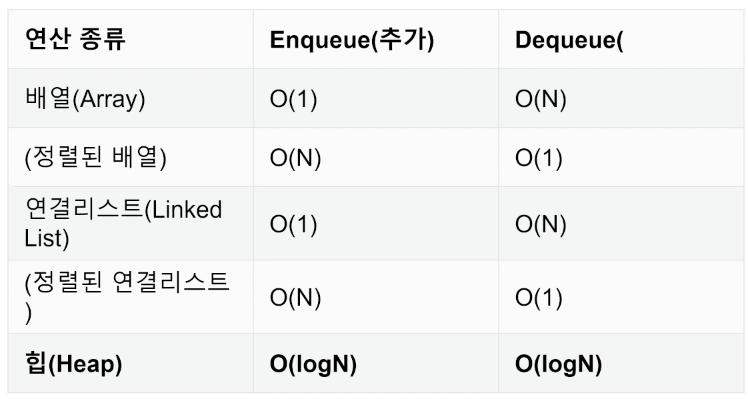 연산 종류 Enqueue(추가) Dequeue(
배열(Array) O(1) O(N)
(정렬된 배열) O(N) O(1)
연결리스트(Linked
List) O(1) O(N)
(정렬된 연결리스트
) O(N) O(1)
힙(Heap) O(logN) O(logN)